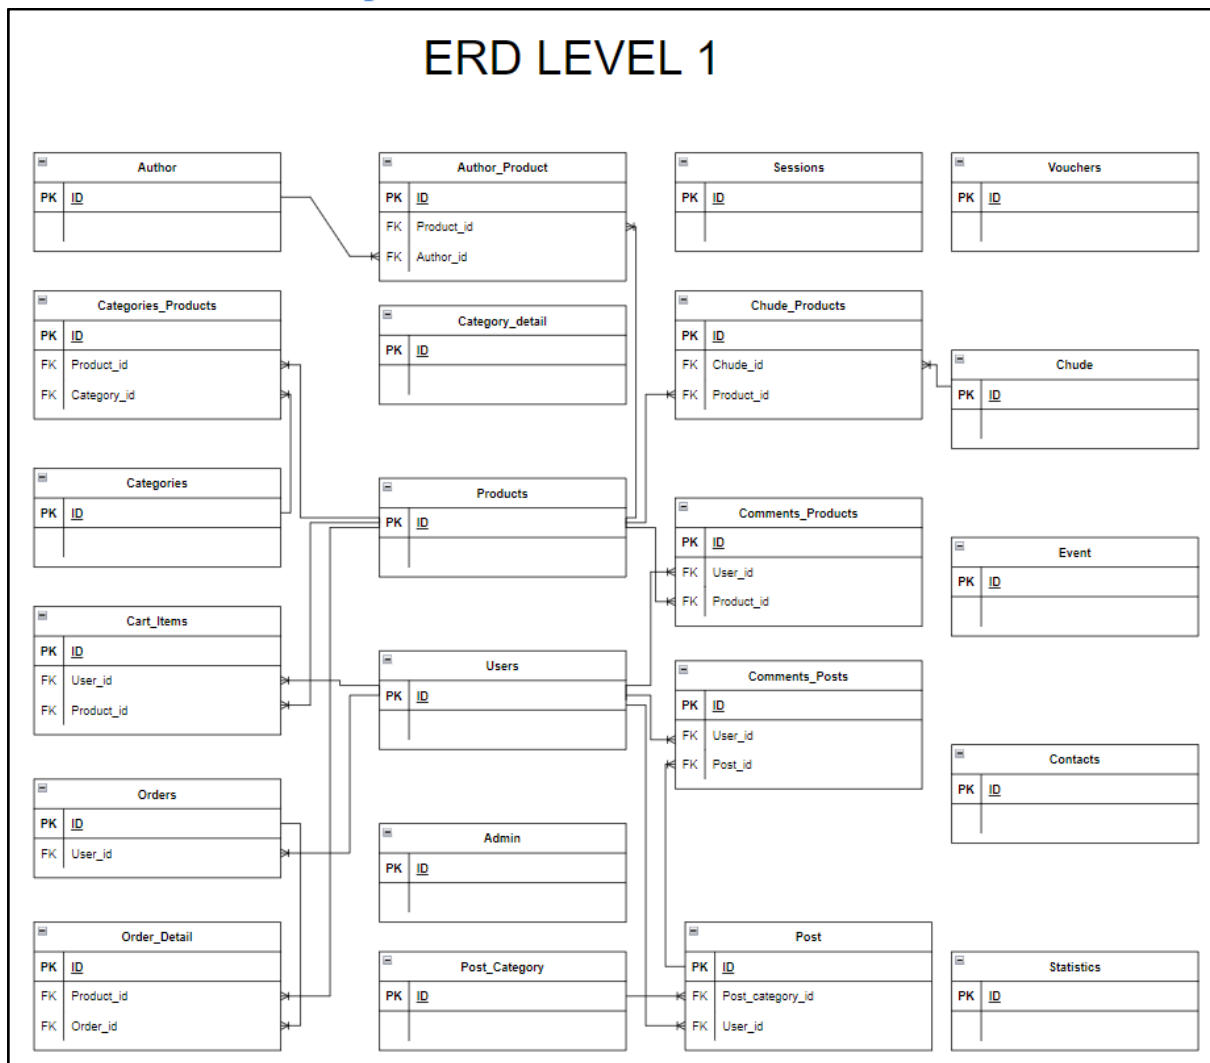 ERD LEVEL 1
Author
PK ID
Author_Product
PK ID
FK Product_id
FK Author_id
Sessions
PK ID
Vouchers
PK ID
Categories_Products
PK ID
FK Product_id
FK Category_id
Category_detail
PK ID
Chude_Products
PK ID
FK Chude_id
FK Product_id
Chude
PK ID
Categories
PK ID
Products
PK ID
Comments_Products
PK ID
FK User_id
FK Product_id
Event
PK ID
Cart_Items
PK ID
FK User_id
FK Product_id
Users
PK ID
Comments_Posts
PK ID
FK User_id
FK Post_id
Contacts
PK ID
Orders
PK ID
FK User_id
Admin
PK ID
Order_Detail
PK ID
FK Product_id
FK Order_id
Post_Category
PK ID
Post
PK ID
FK Post_category_id
FK User_id
Statistics
PK ID